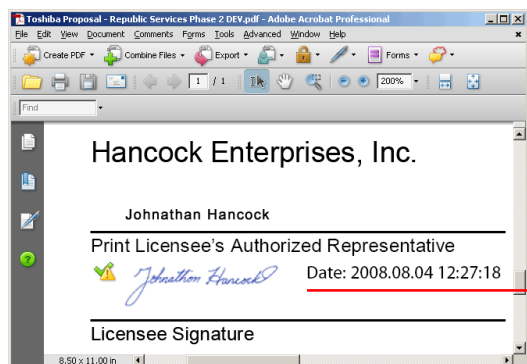 Toshiba Proposal - Republic Services Phase 2 DEV.pdf - Adobe Acrobat Professional
File Edit View Document Comments Forms Tools Advanced Window Help
Create PDF Combine Files Export Forms
1 / 1 200%
Find
Hancock Enterprises, Inc.
Johnathan Hancock
Print Licensee's Authorized Representative
Johnathon Hancock Date: 2008.08.04 12:27:18
Licensee Signature
8.50 x 11.00 in